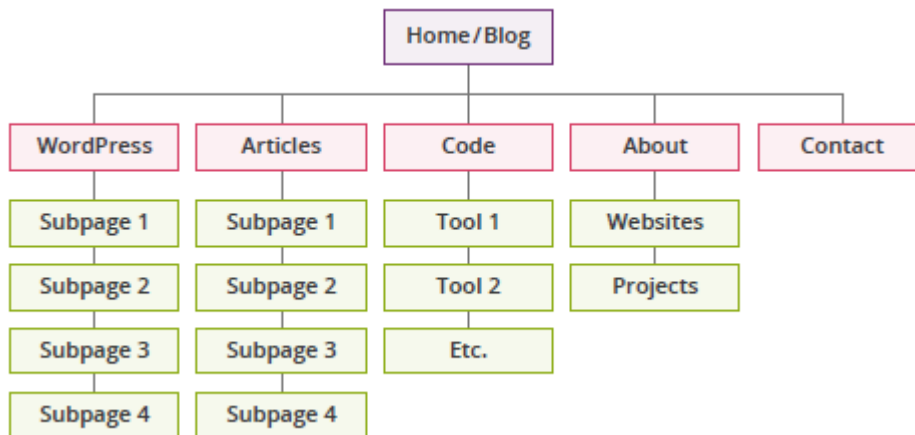 Home/Blog
WordPress
Articles
Code
About
Contact
Subpage 1
Subpage 1
Tool 1
Websites
Subpage 2
Subpage 2
Tool 2
Projects
Subpage 3
Subpage 3
Etc.
Subpage 4
Subpage 4